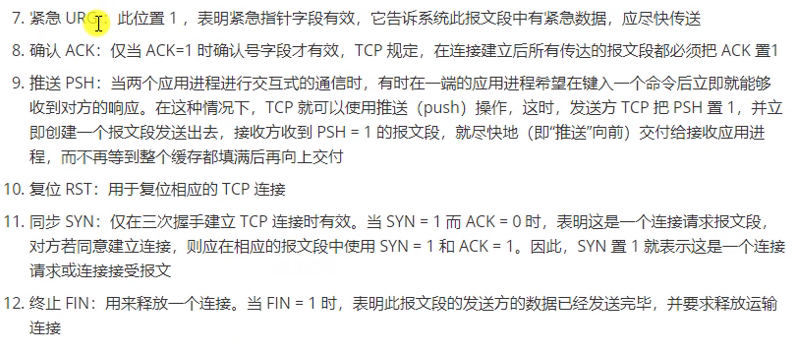 7. 紧急 URG：此位置 1 ，表明紧急指针字段有效，它告诉系统此报文段中有紧急数据，应尽快传送
8. 确认 ACK：仅当 ACK=1 时确认号字段才有效，TCP 规定，在连接建立后所有传达的报文段都必须把 ACK 置1
9. 推送 PSH：当两个应用进程进行交互式的通信时，有时在一端的应用进程希望在键入一个命令后立即就能够
收到对方的响应。在这种情况下，TCP 就可以使用推送（push）操作，这时，发送方 TCP 把 PSH 置 1，并立
即创建一个报文段发送出去，接收方收到 PSH = 1 的报文段，就尽快地（即“推送”向前）交付给接收应用进
程，而不再等到整个缓存都填满后再向上交付
10. 复位 RST：用于复位相应的 TCP 连接
11. 同步 SYN：仅在三次握手建立 TCP 连接时有效。当 SYN = 1 而 ACK = 0 时，表明这是一个连接请求报文段，
对方若同意建立连接，则应在相应的报文段中使用 SYN = 1 和 ACK = 1。因此，SYN 置 1 就表示这是一个连接
请求或连接接受报文
12. 终止 FIN：用来释放一个连接。当 FIN = 1 时，表明此报文段的发送方的数据已经发送完毕，并要求释放运输
连接